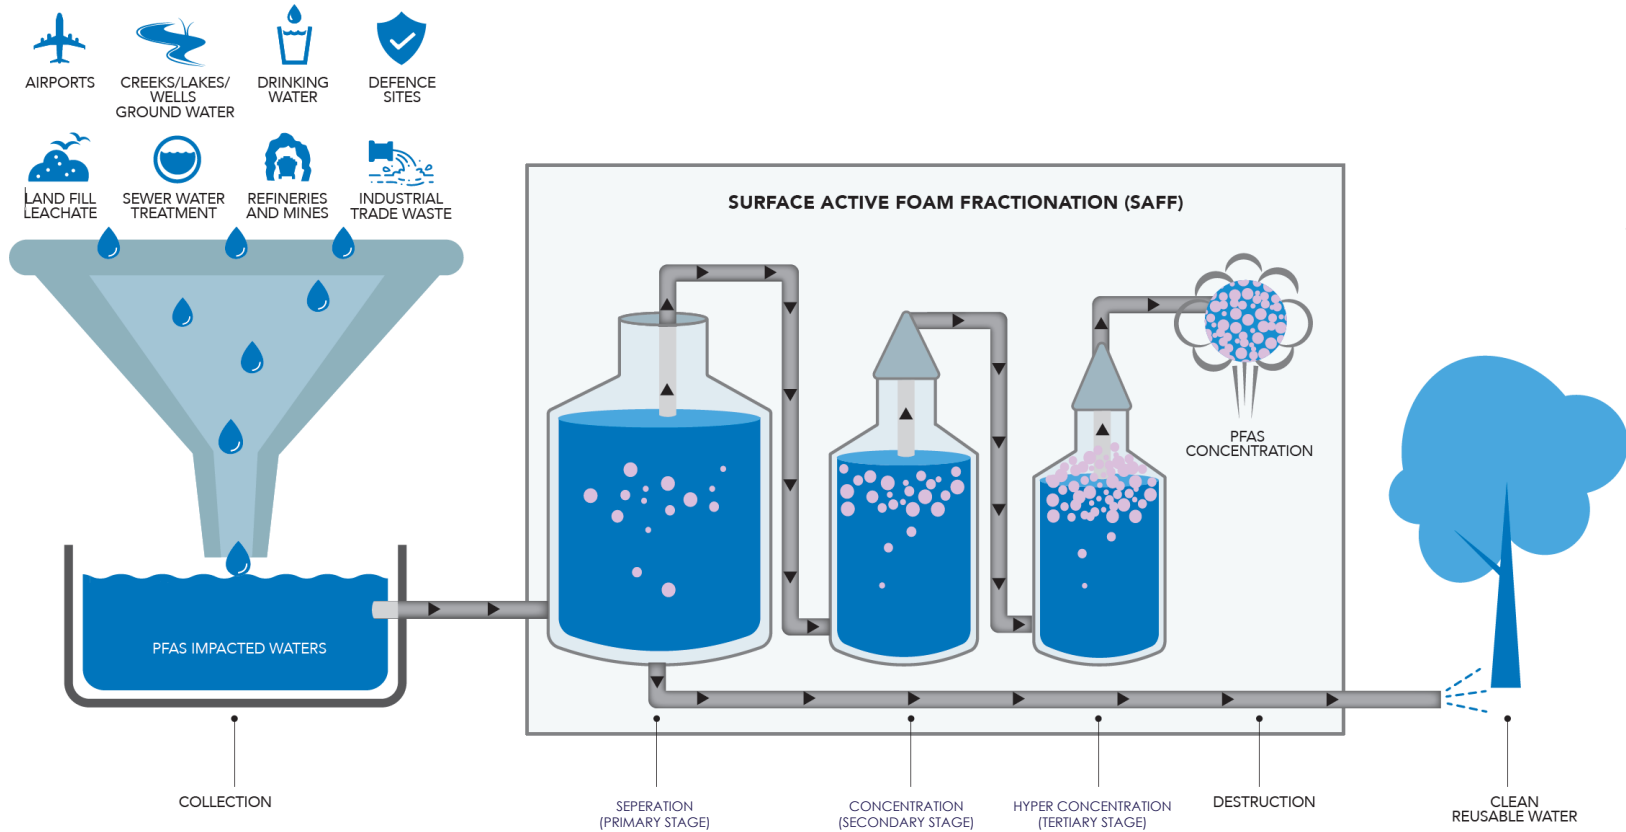 AIRPORTS
CREEKS/LAKES/
WELLS
GROUND WATER
DRINKING
WATER
DEFENCE
SITES
LAND FILL
LEACHATE
SEWER WATER
TREATMENT
REFINERIES
AND MINES
INDUSTRIAL
TRADE WASTE
PFAS IMPACTED WATERS
SURFACE ACTIVE FOAM FRACTIONATION (SAFF)
PFAS
CONCENTRATION
COLLECTION
SEPERATION
(PRIMARY STAGE)
CONCENTRATION
(SECONDARY STAGE)
HYPER CONCENTRATION
(TERTIARY STAGE)
DESTRUCTION
CLEAN
REUSABLE WATER